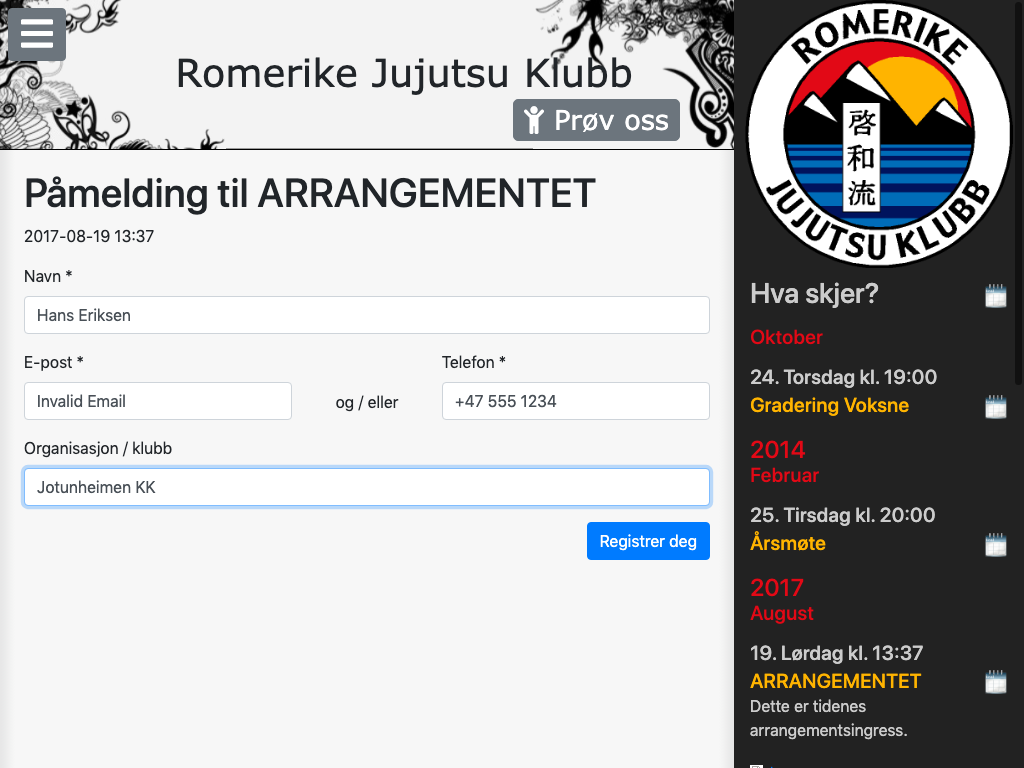 Romerike Jujutsu Klubb
Prøv oss
Påmelding til ARRANGEMENTET
2017-08-19 13:37
Navn *
Hans Eriksen
E-post *
Telefon *
Invalid Email
og / eller
+47 555 1234
Organisasjon / klubb
Jotunheimen KK
Registrer deg
ROMERIKE
啓和流
JUJUTSU KLUBB
Hva skjer?
Oktober
24. Torsdag kl. 19:00
Gradering Voksne
2014
Februar
25. Tirsdag kl. 20:00
Årsmøte
2017
August
19. Lørdag kl. 13:37
ARRANGEMENTET
Dette er tidenes
arrangementsingress.